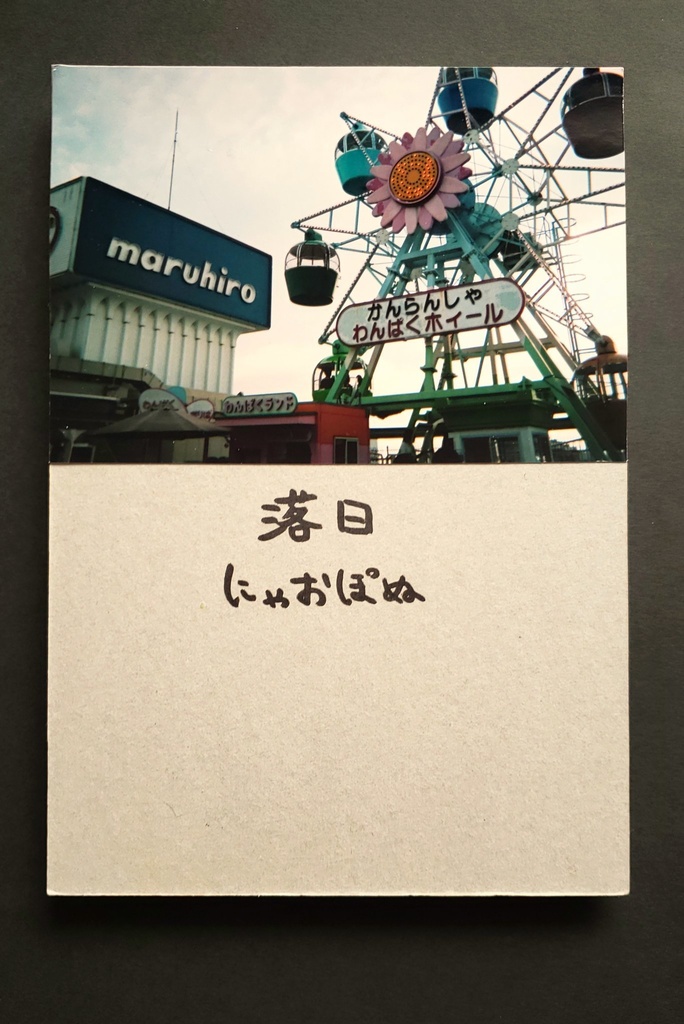 maruhiro
かんらんしゃ
わんぱくホイール
わんぱくランド
落日
にゃおぽぬ